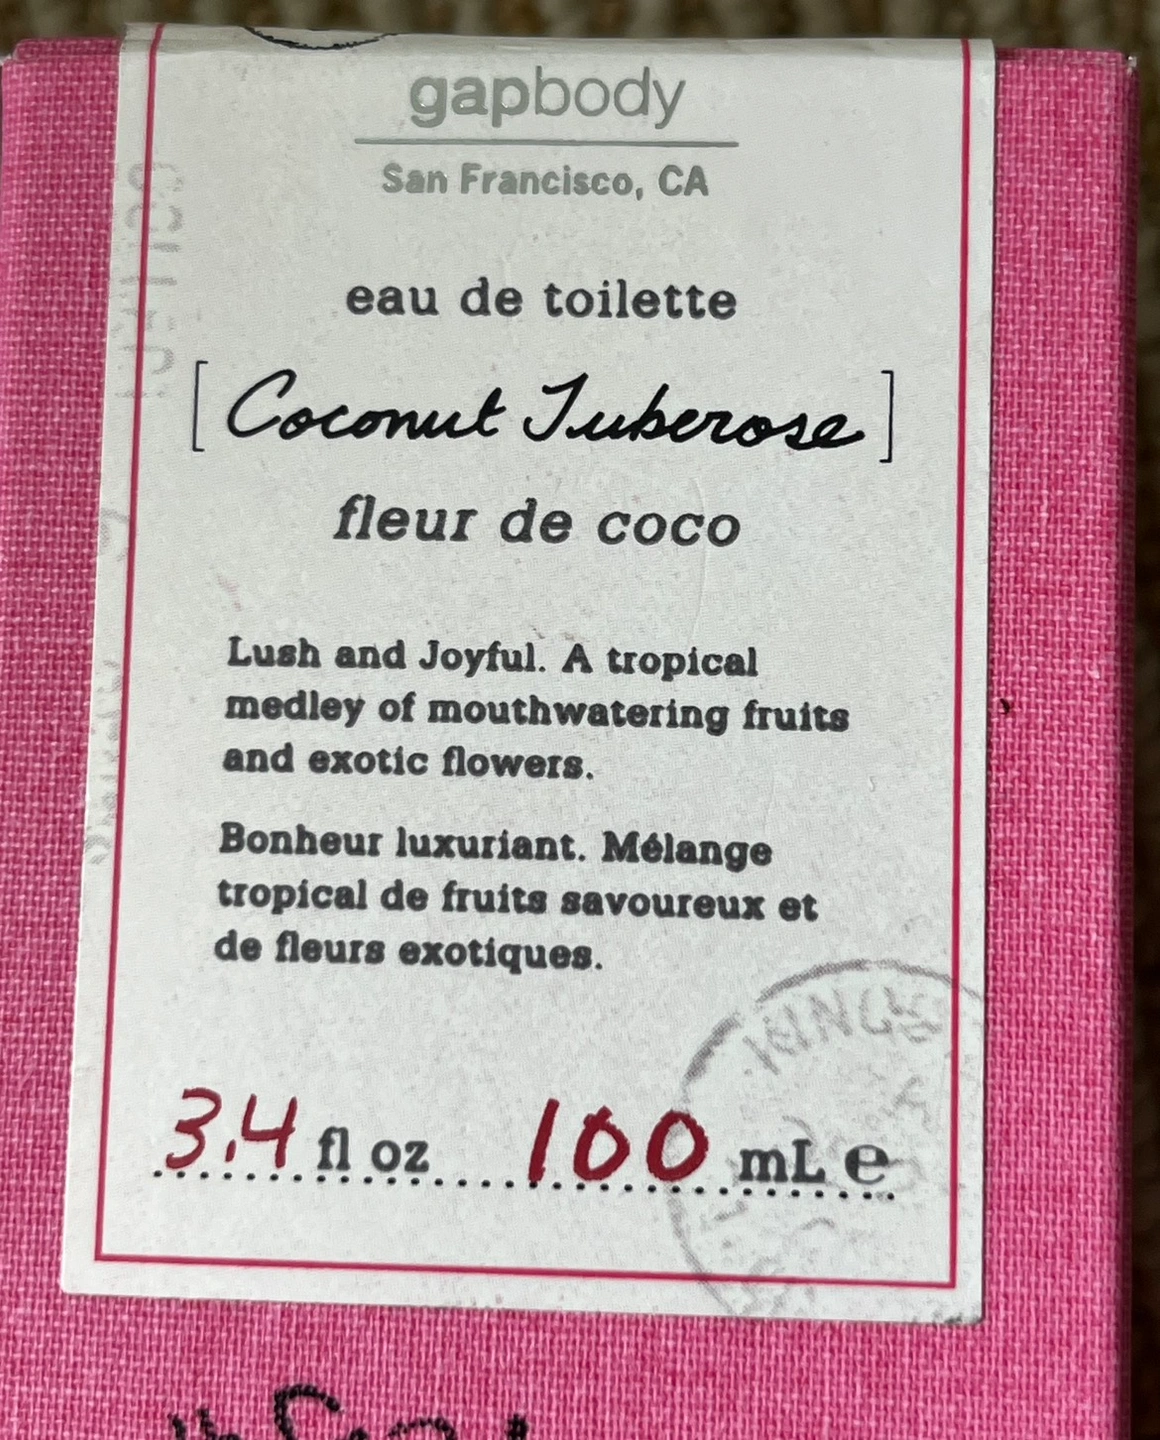 gapbody
San Francisco, CA
eau de toilette
[Coconut Tuberose]
fleur de coco
Lush and Joyful. A tropical
medley of mouthwatering fruits
and exotic flowers.
Bonheur luxuriant. Mélange
tropical de fruits savoureux et
de fleurs exotiques.
3.4 fl oz 100 mL e